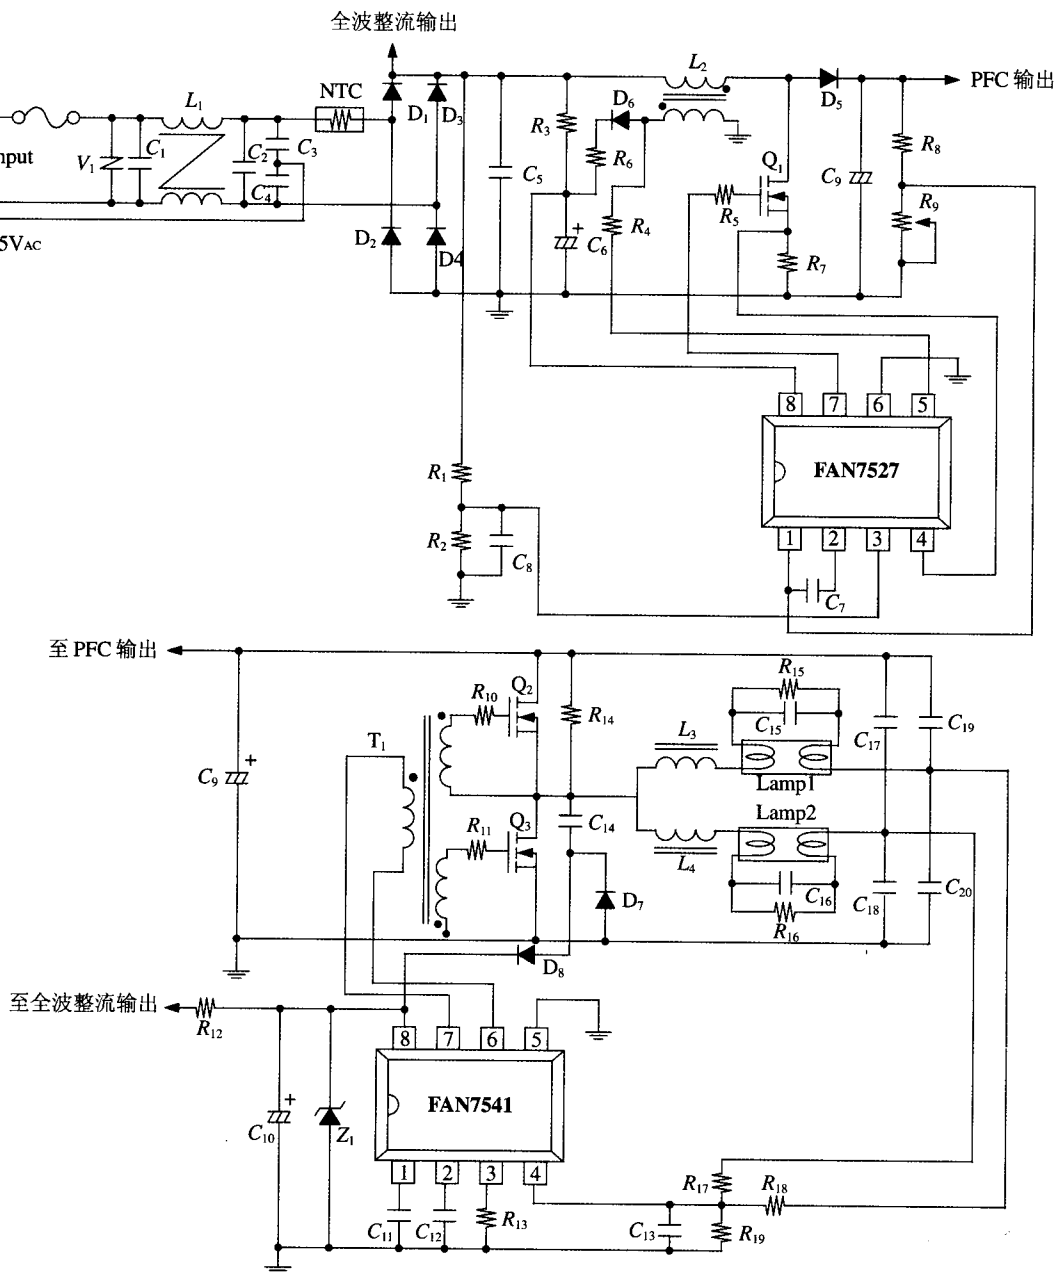 全波整流输出
L2
PFC 输出
NTC
L1
D1
D3
D6
D5
R3
R8
nput
V1
C1
C2
C3
C4
R6
C5
Q1
C9
R5
R9
5VAC
D2
D4
C6
R4
R7
8 7 6 5
FAN7527
R1
1 2 3 4
R2
C8
C7
至 PFC 输出
Q2
R10
R15
R14
C15
T1
L3
C17
C19
C9
Lamp1
R11
Q3
C14
Lamp2
L4
C16
C18
C20
D7
R16
D8
至全波整流输出
R12
8 7 6 5
FAN7541
C10
Z1
1 2 3 4
R17
R18
C11
C12
R13
C13
R19